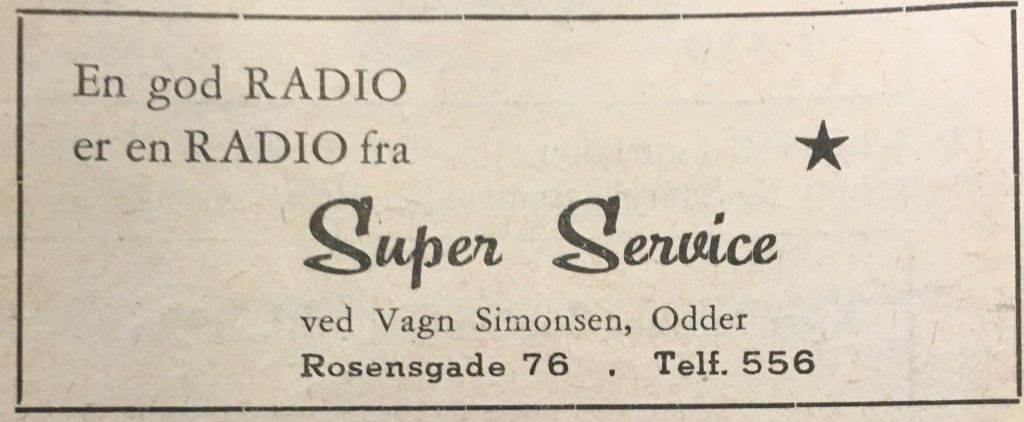 En god RADIO
er en RADIO fra
Super Service
ved Vagn Simonsen, Odder
Rosensgade 76 . Telf. 556